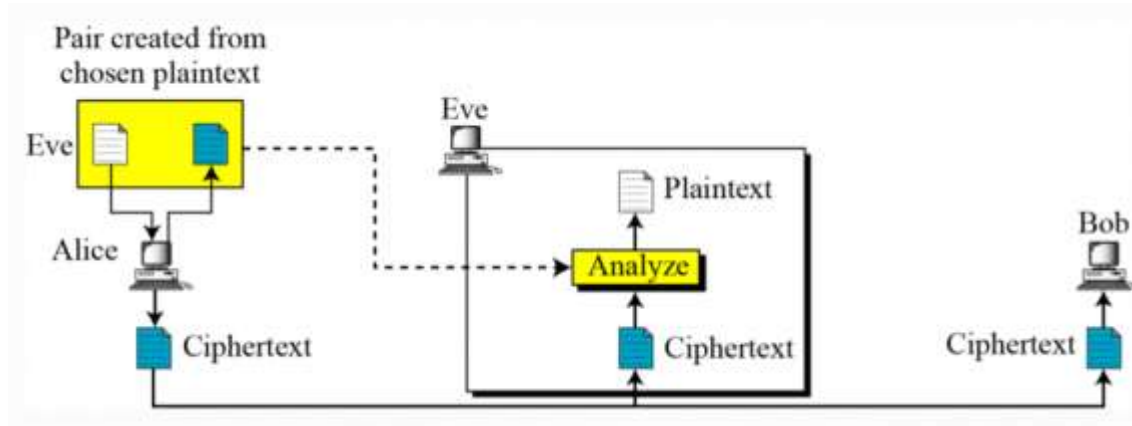 Pair created from
chosen plaintext
Eve
Eve
Plaintext
Alice
Bob
Analyze
Ciphertext
Ciphertext
Ciphertext